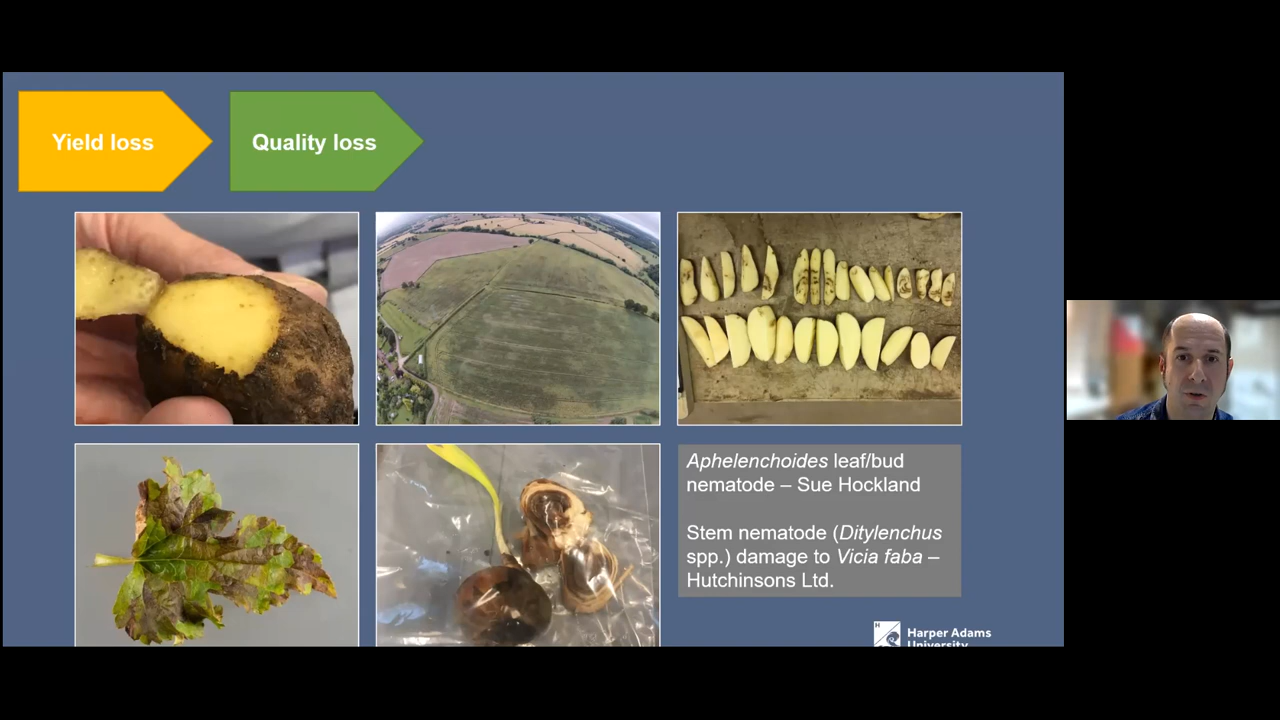 Yield loss
Quality loss
Aphelenchoides leaf/bud
nematode – Sue Hockland
Stem nematode (Ditylenchus
spp.) damage to Vicia faba –
Hutchinsons Ltd.
H
Harper Adams
University